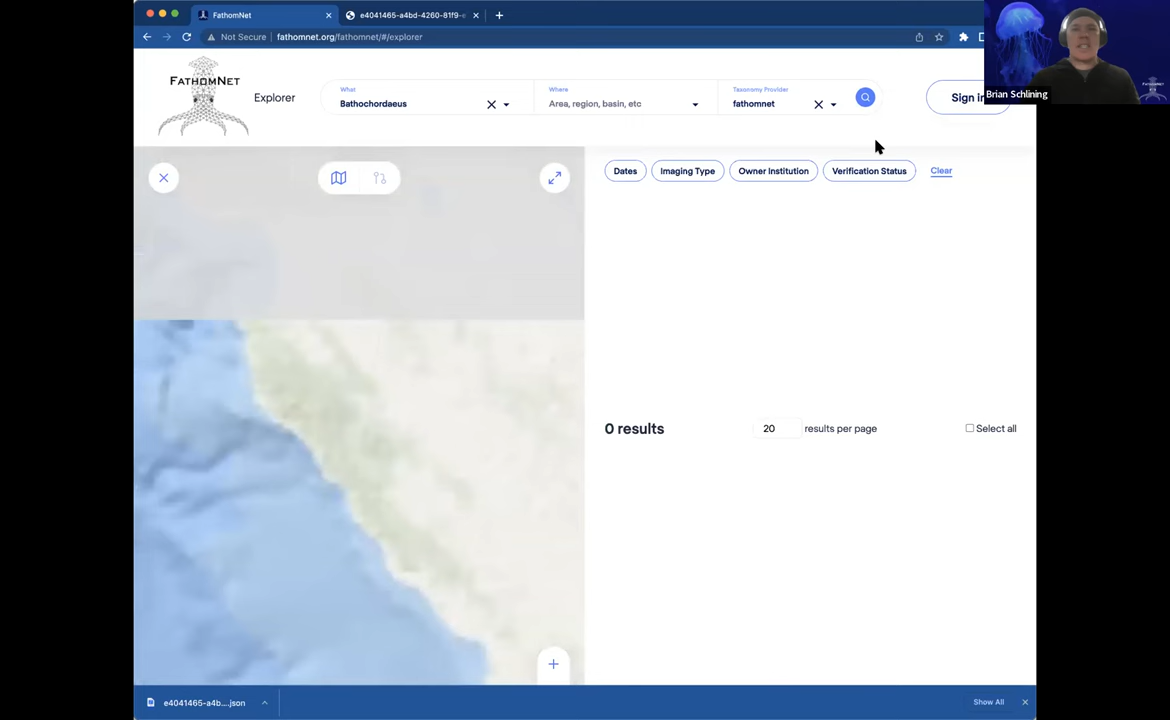 FathomNet
e4041465-a4bd-4260-81f9-e
Not Secure
fathomnet.org/fathomnet/#/explorer
FATHOMNET
Explorer
What
Bathochordaeus
Where
Area, region, basin, etc
Taxonomy Provider
fathomnet
Sign in
Brian Schlining
Dates
Imaging Type
Owner Institution
Verification Status
Clear
0 results
20
results per page
Select all
e4041465-a4b....json
Show All